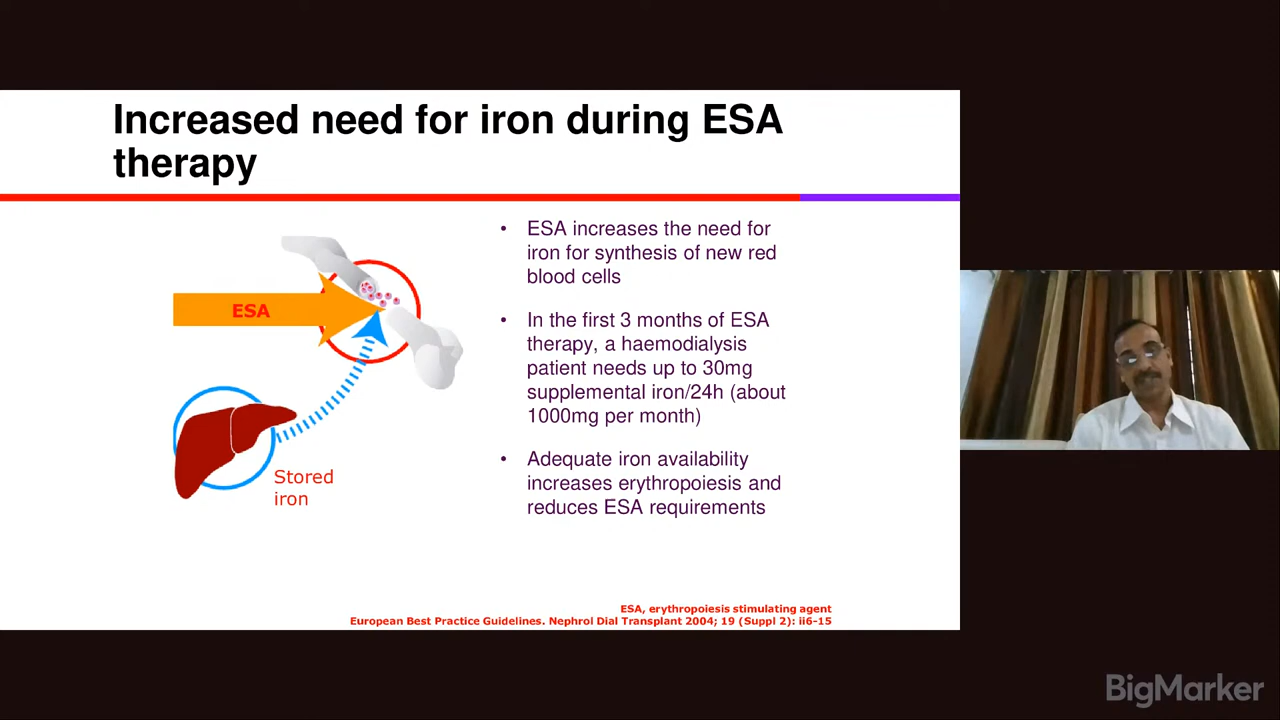 Increased need for iron during ESA
therapy
ESA
Stored
iron
• ESA increases the need for
iron for synthesis of new red
blood cells
• In the first 3 months of ESA
therapy, a haemodialysis
patient needs up to 30mg
supplemental iron/24h (about
1000mg per month)
• Adequate iron availability
increases erythropoiesis and
reduces ESA requirements
ESA, erythropoiesis stimulating agent
European Best Practice Guidelines. Nephrol Dial Transplant 2004; 19 (Suppl 2): ii6-15
BigMarker